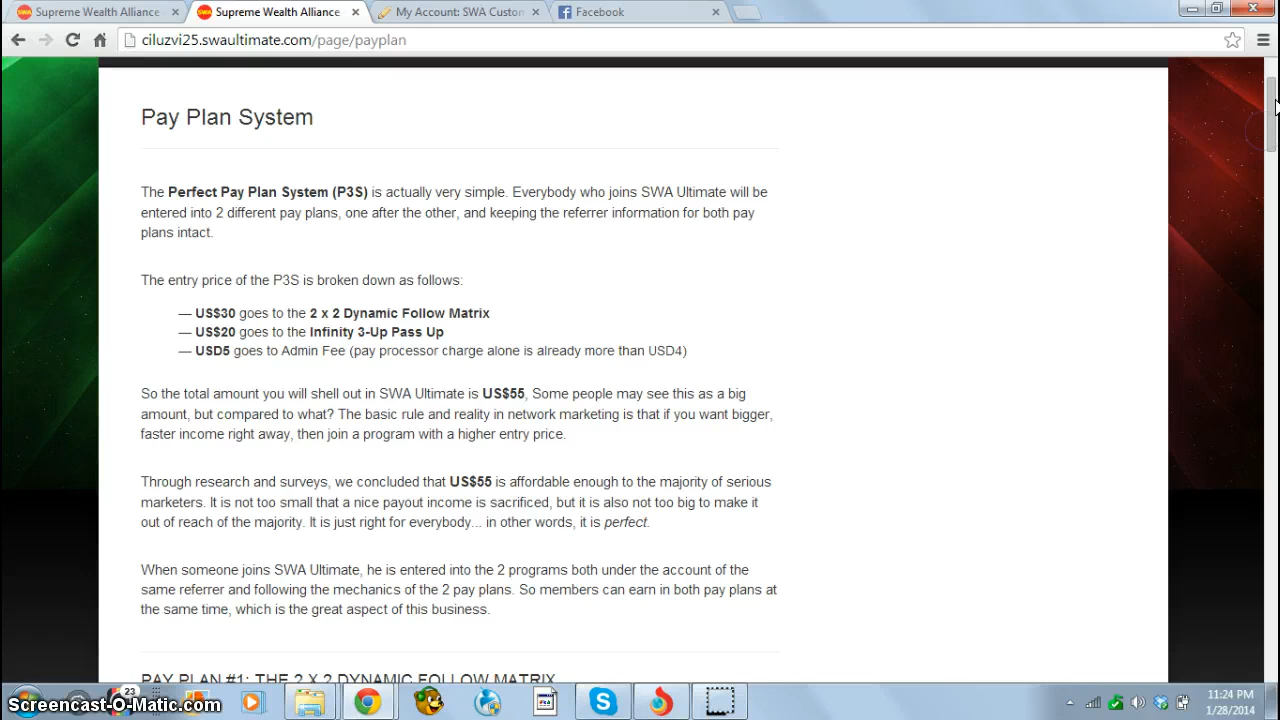 Supreme Wealth Alliance
Supreme Wealth Alliance
My Account: SWA Custon
Facebook
ciluzvi25.swaultimate.com/page/payplan
Pay Plan System
The Perfect Pay Plan System (P3S) is actually very simple. Everybody who joins SWA Ultimate will be
entered into 2 different pay plans, one after the other, and keeping the referrer information for both pay
plans intact.
The entry price of the P3S is broken down as follows:
— US$30 goes to the 2 x 2 Dynamic Follow Matrix
— US$20 goes to the Infinity 3-Up Pass Up
— USD5 goes to Admin Fee (pay processor charge alone is already more than USD4)
So the total amount you will shell out in SWA Ultimate is US$55, Some people may see this as a big
amount, but compared to what? The basic rule and reality in network marketing is that if you want bigger,
faster income right away, then join a program with a higher entry price.
Through research and surveys, we concluded that US$55 is affordable enough to the majority of serious
marketers. It is not too small that a nice payout income is sacrificed, but it is also not too big to make it
out of reach of the majority. It is just right for everybody... in other words, it is perfect.
When someone joins SWA Ultimate, he is entered into the 2 programs both under the account of the
same referrer and following the mechanics of the 2 pay plans. So members can earn in both pay plans at
the same time, which is the great aspect of this business.
PAY PLAN #1: THE 2 X 2 DYNAMIC FOLLOW MATRIX
23
Screencast-O-Matic.com
11:24 PM
1/28/2014